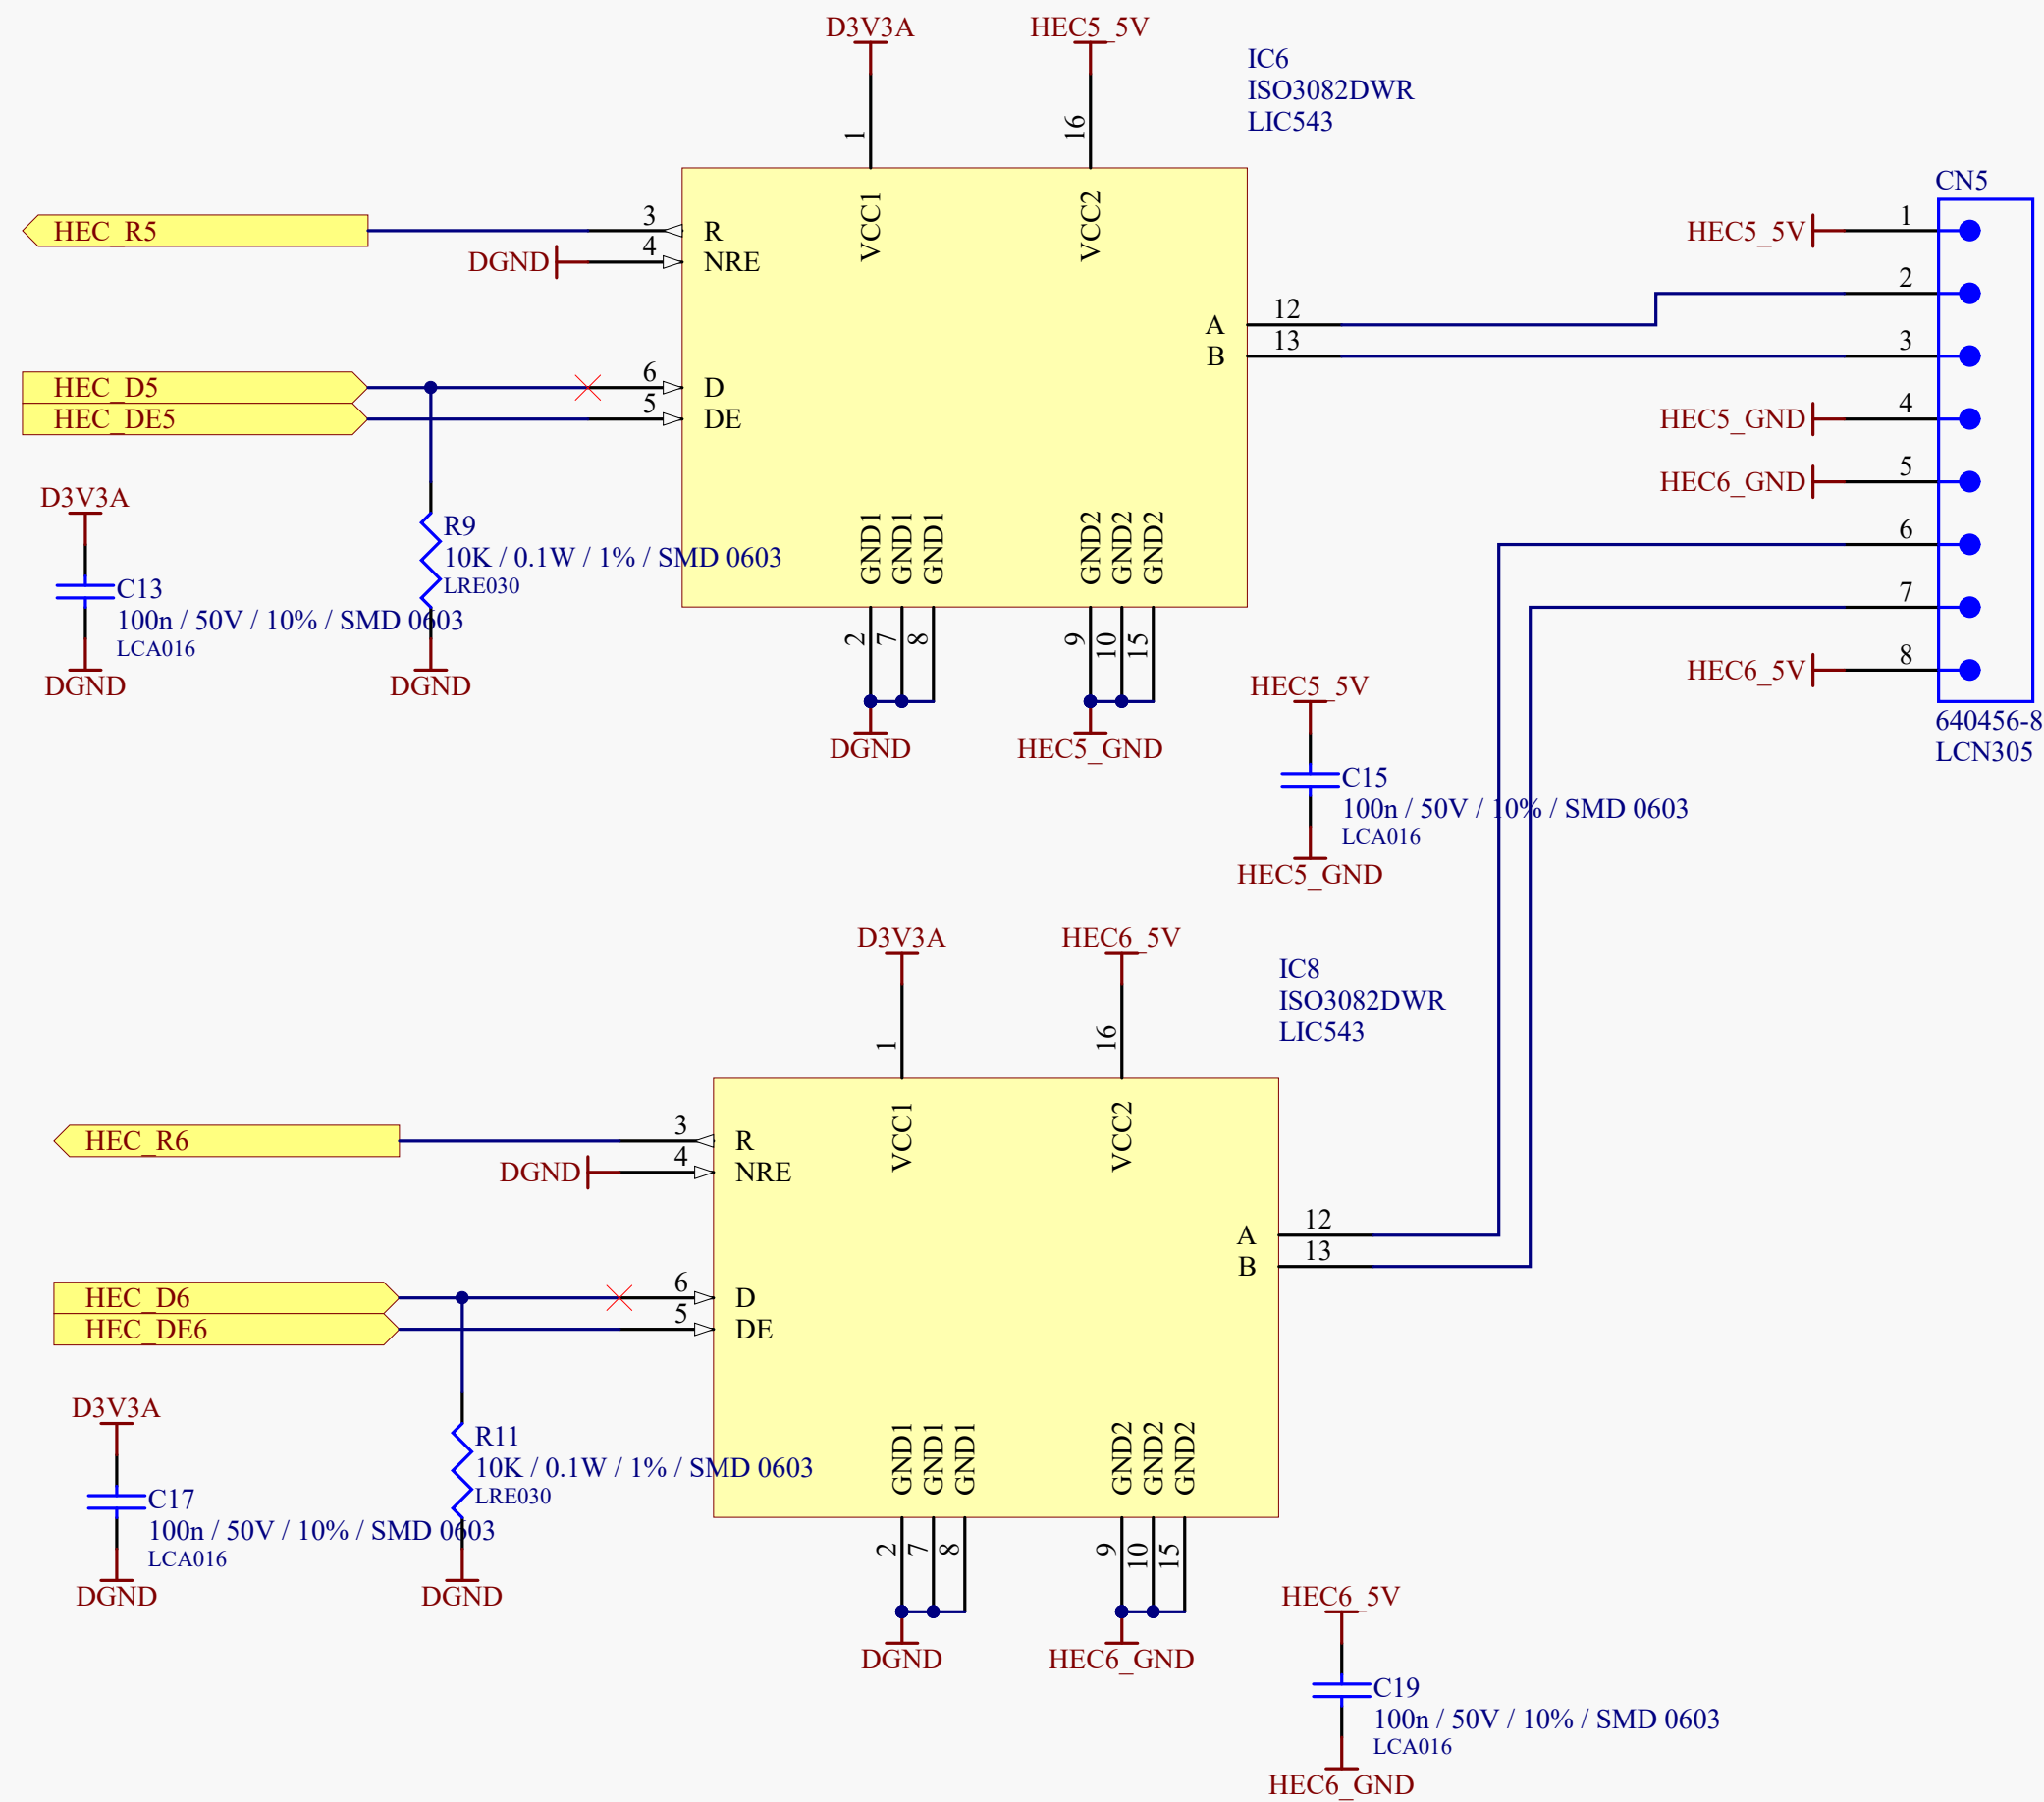 D3V3A
HEC5_5V
IC6
ISO3082DWR
LIC543
1
16
VCC1
VCC2
HEC_R5
3
R
DGND
4
NRE
12
A
13
B
HEC_D5
6
D
HEC_DE5
5
DE
GND1
GND1
GND1
GND2
GND2
GND2
2
7
8
9
10
15
DGND
HEC5_GND
D3V3A
C13
100n / 50V / 10% / SMD 0603
LCA016
DGND
R9
10K / 0.1W / 1% / SMD 0603
LRE030
DGND
HEC5_5V
C15
100n / 50V / 10% / SMD 0603
LCA016
HEC5_GND
CN5
HEC5_5V
1
2
3
HEC5_GND
4
HEC6_GND
5
6
7
HEC6_5V
8
640456-8
LCN305
D3V3A
HEC6_5V
IC8
ISO3082DWR
LIC543
1
16
VCC1
VCC2
HEC_R6
3
R
DGND
4
NRE
12
A
13
B
HEC_D6
6
D
HEC_DE6
5
DE
GND1
GND1
GND1
GND2
GND2
GND2
2
7
8
9
10
15
DGND
HEC6_GND
D3V3A
C17
100n / 50V / 10% / SMD 0603
LCA016
DGND
R11
10K / 0.1W / 1% / SMD 0603
LRE030
DGND
HEC6_5V
C19
100n / 50V / 10% / SMD 0603
LCA016
HEC6_GND